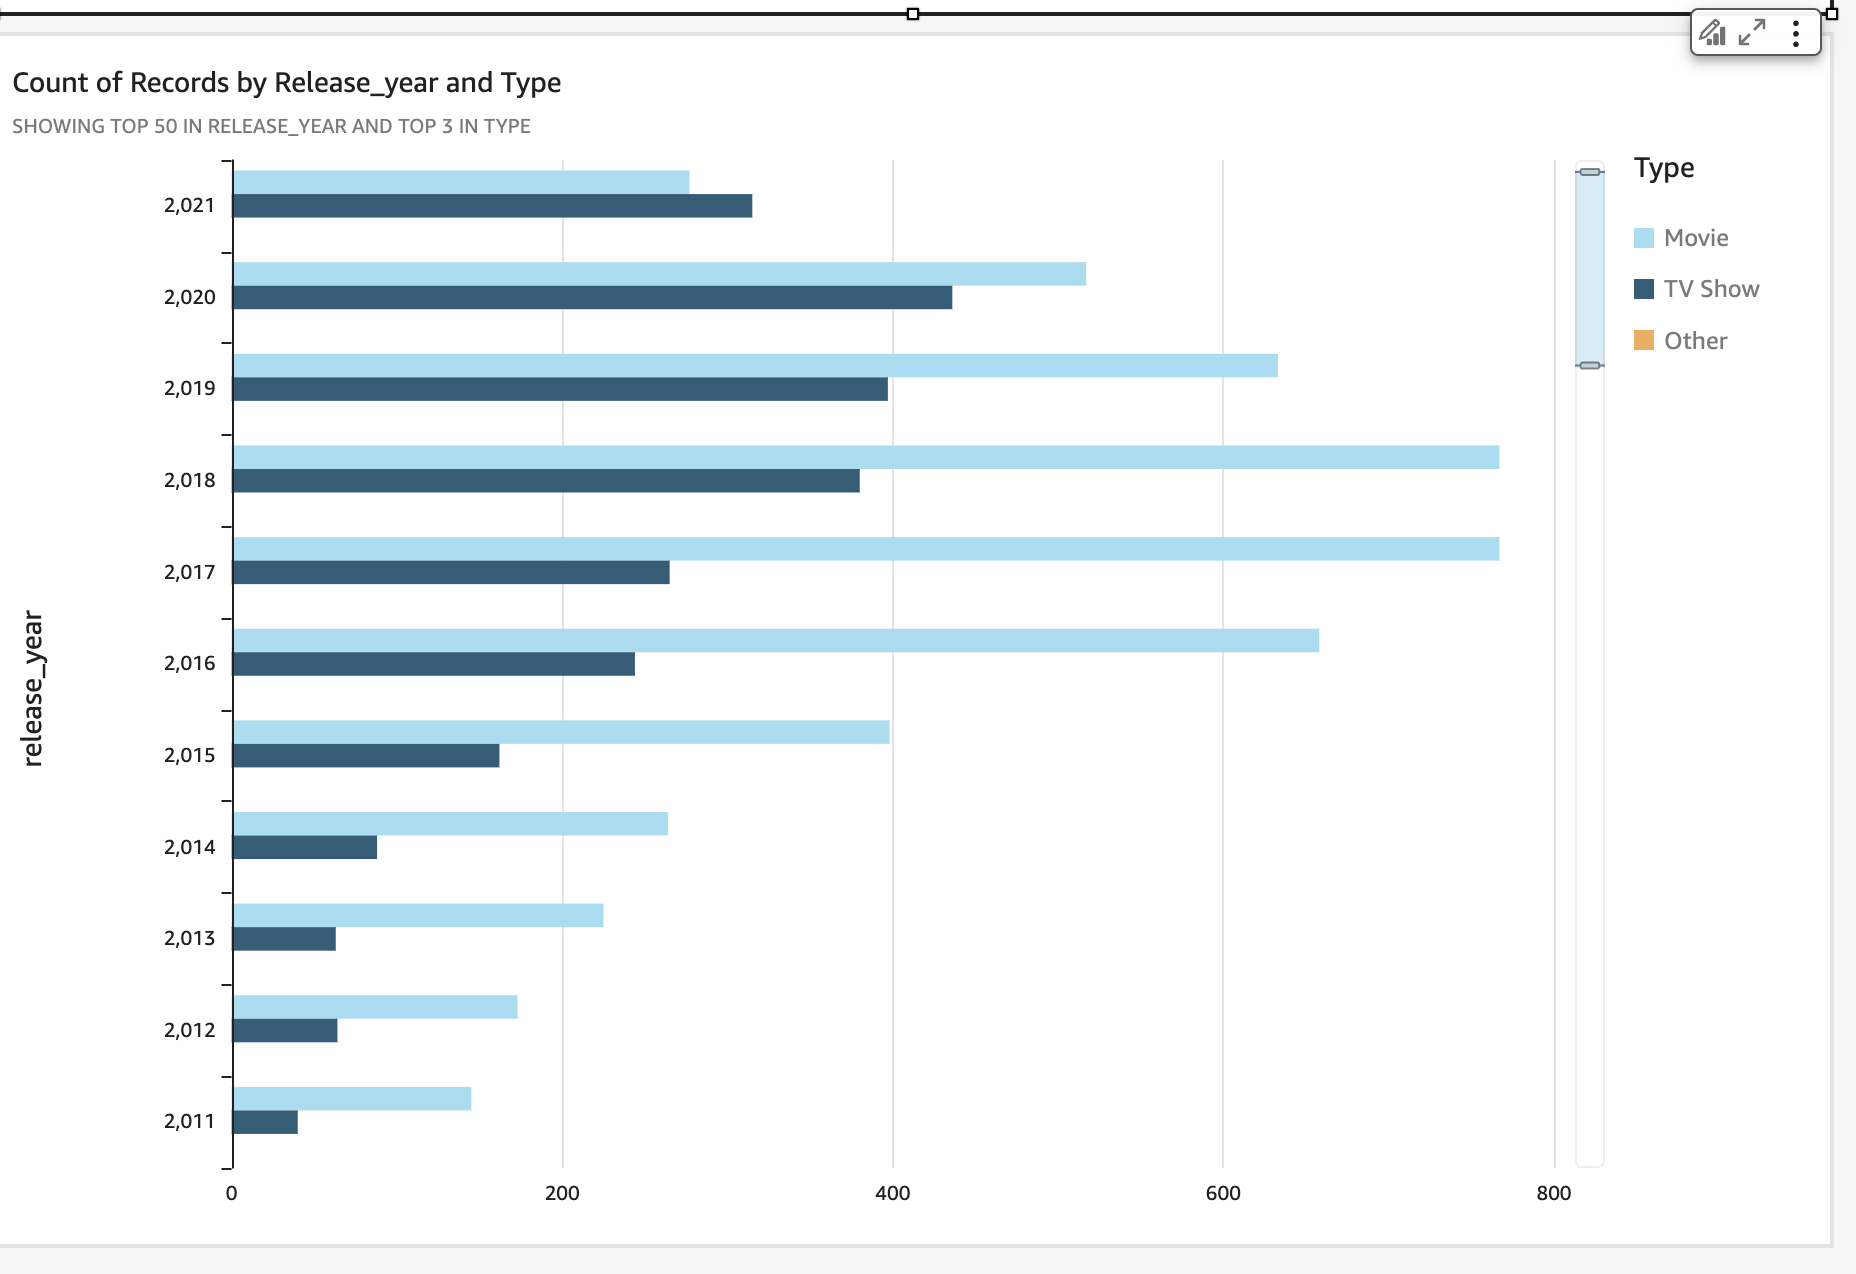 Count of Records by Release_year and Type
SHOWING TOP 50 IN RELEASE_YEAR AND TOP 3 IN TYPE
release_year
2,021
2,020
2,019
2,018
2,017
2,016
2,015
2,014
2,013
2,012
2,011
0 200 400 600 800
Type
Movie
TV Show
Other